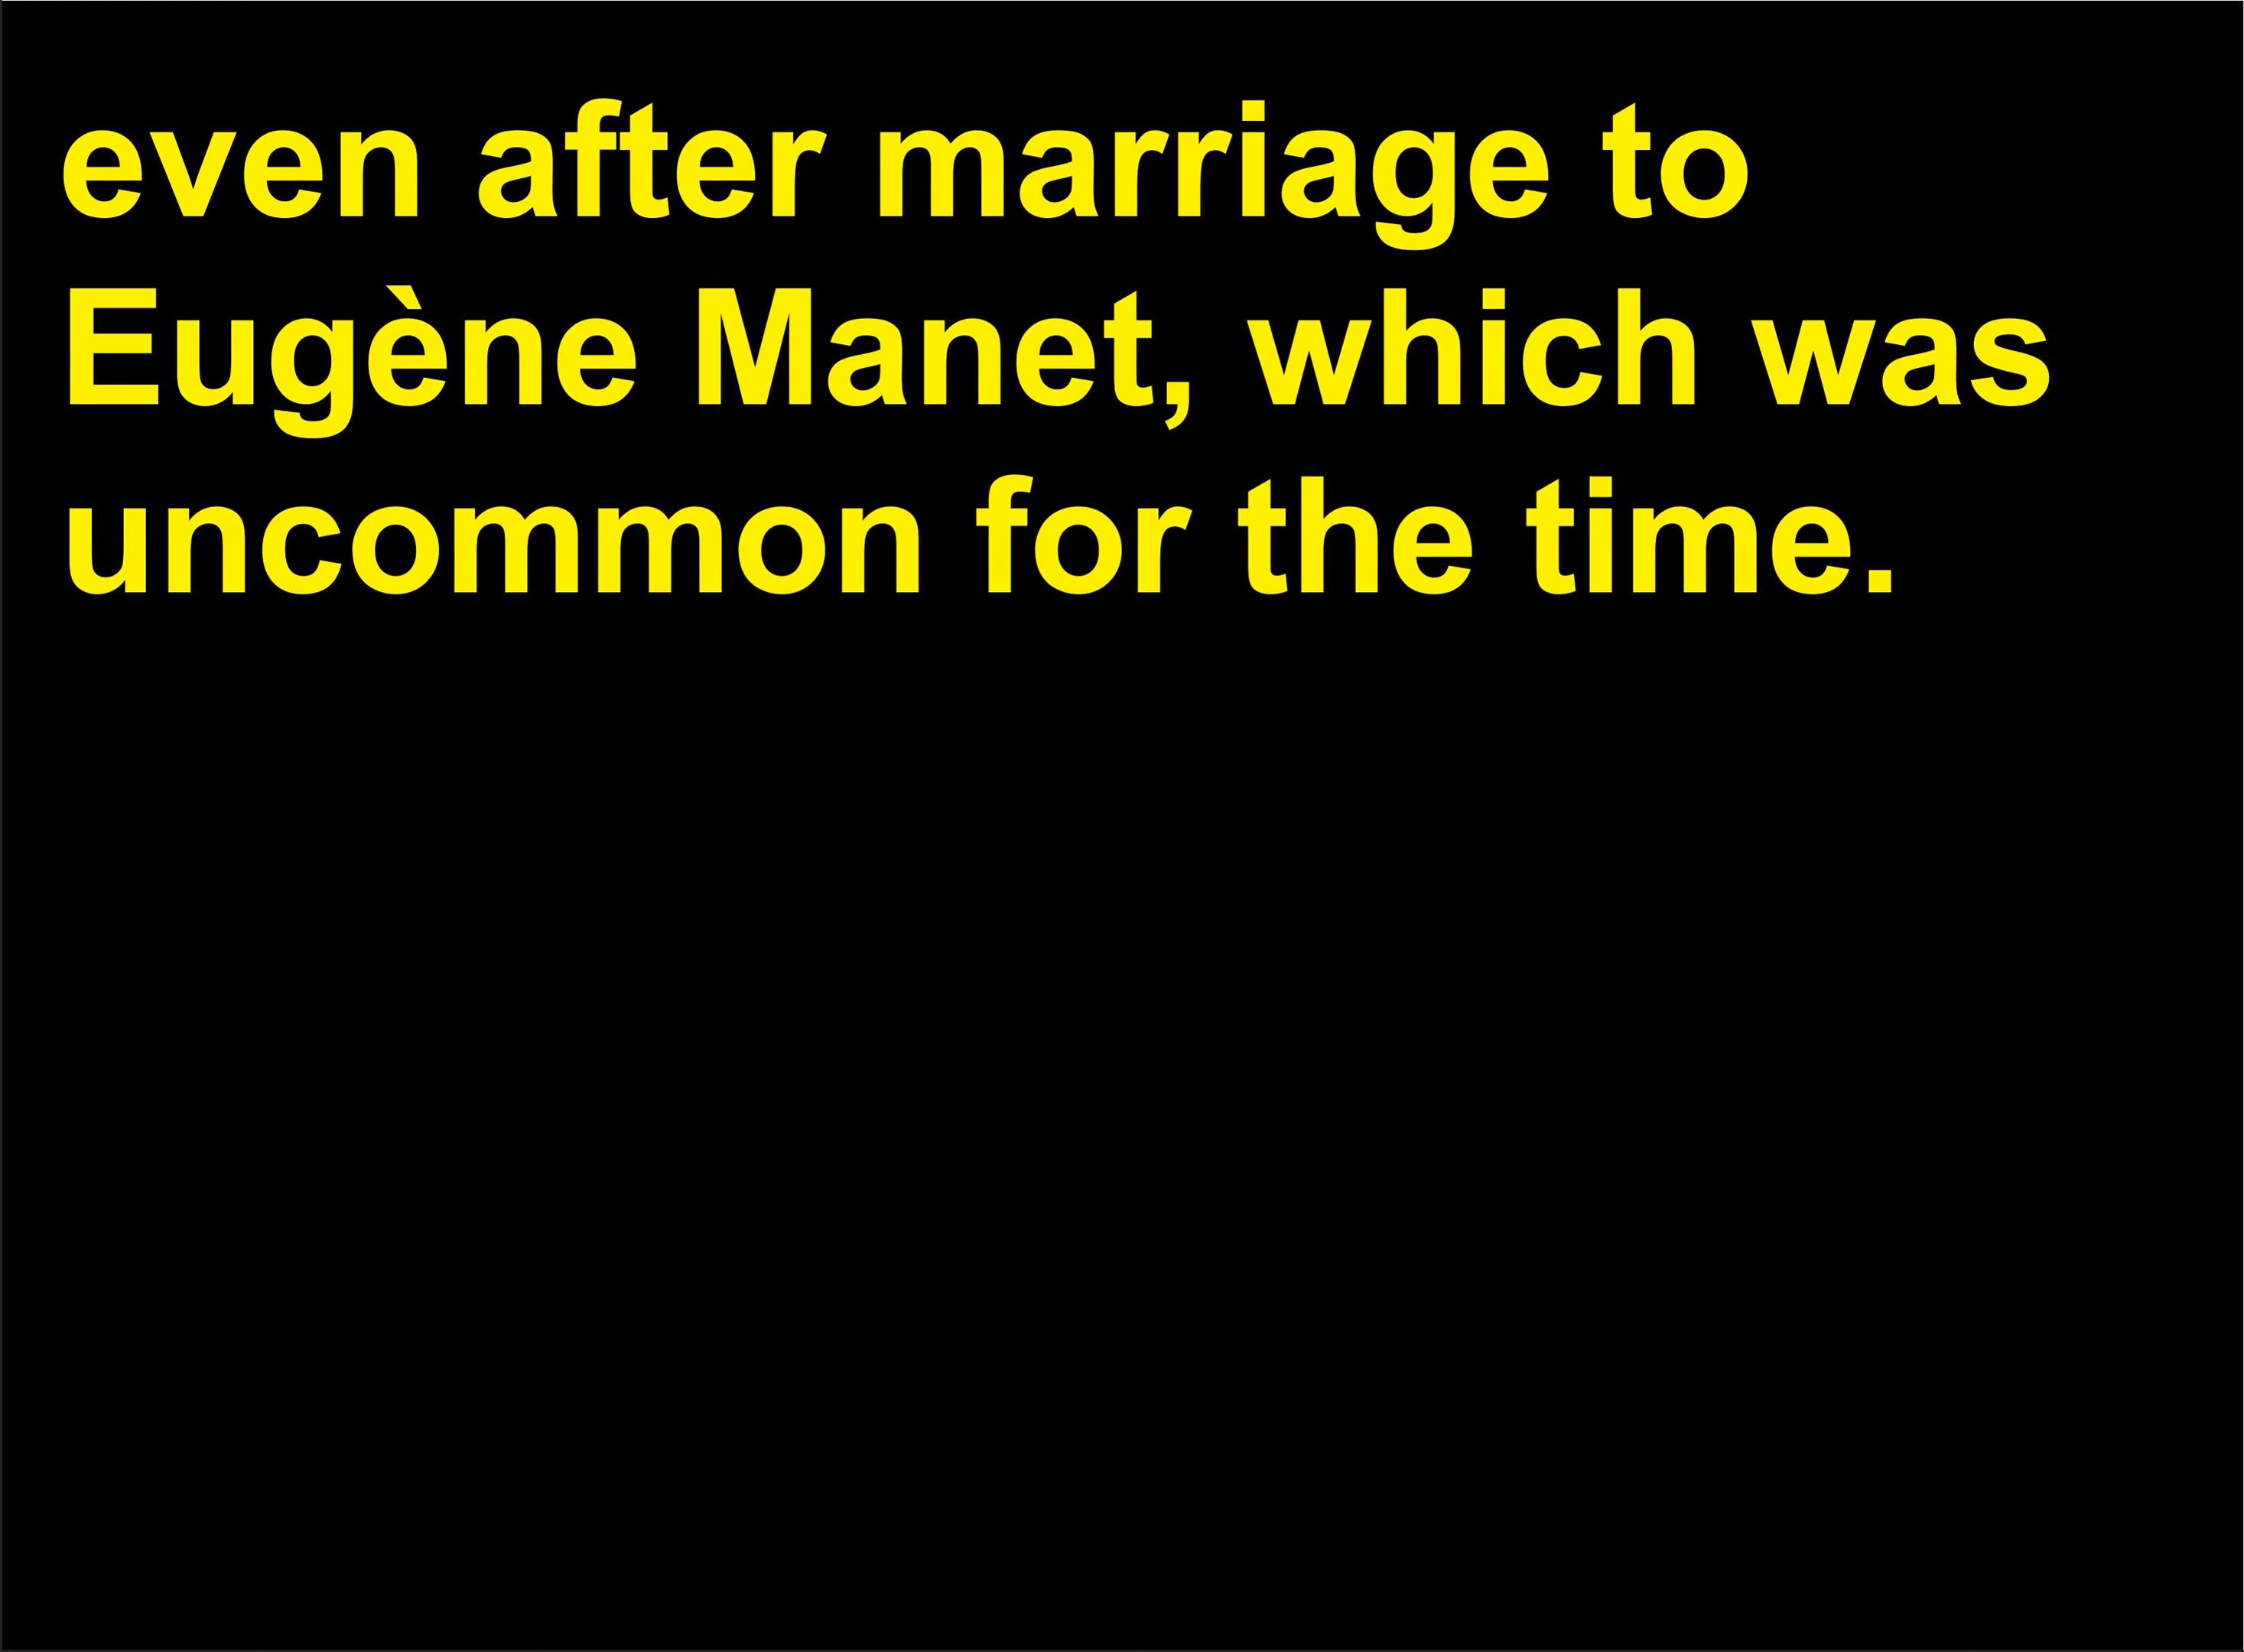 even after marriage to
Eugène Manet, which was
uncommon for the time.